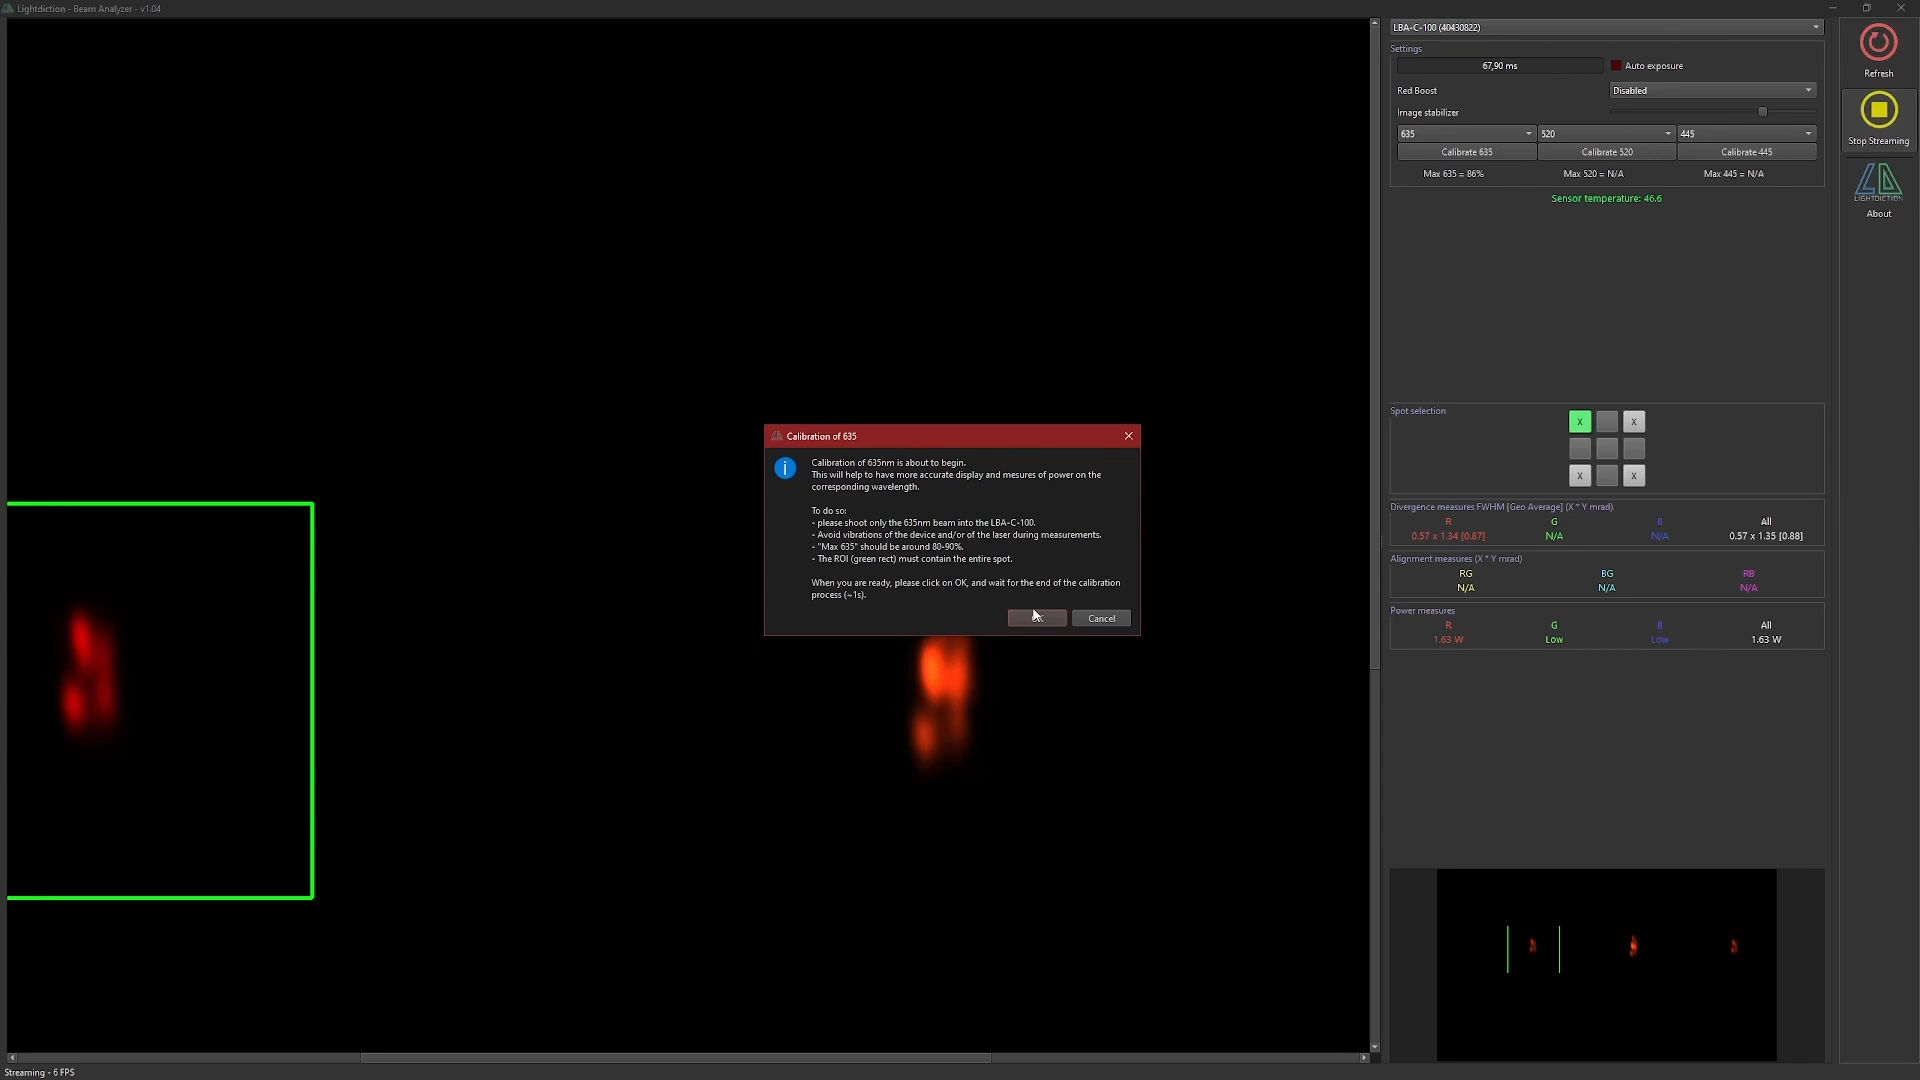 Lightdiction - Beam Analyzer - v1.04
LBA-C-100 (40430822)
Settings
67,90 ms
Auto exposure
Red Boost
Disabled
Image stabilizer
635
520
445
Calibrate 635
Calibrate 520
Calibrate 445
Max 635 = 86%
Max 520 = N/A
Max 445 = N/A
Sensor temperature: 46.6
Refresh
Stop Streaming
LIGHTDICTION
About
Calibration of 635
Calibration of 635nm is about to begin.
This will help to have more accurate display and mesures of power on the
corresponding wavelength.
To do so:
- please shoot only the 635nm beam into the LBA-C-100.
- Avoid vibrations of the device and/or of the laser during measurements.
- "Max 635" should be around 80-90%.
- The ROI (green rect) must contain the entire spot.
When you are ready, please click on OK, and wait for the end of the calibration
process (~1s).
Cancel
Spot selection
X
X
X
X
Divergence measures FWHM [Geo Average] (X * Y mrad)
R
G
B
All
0.57 x 1.34 [0.87]
N/A
N/A
0.57 x 1.35 [0.88]
Alignment measures (X * Y mrad)
RG
BG
RB
N/A
N/A
N/A
Power measures
R
G
B
All
1.63 W
Low
Low
1.63 W
Streaming - 6 FPS